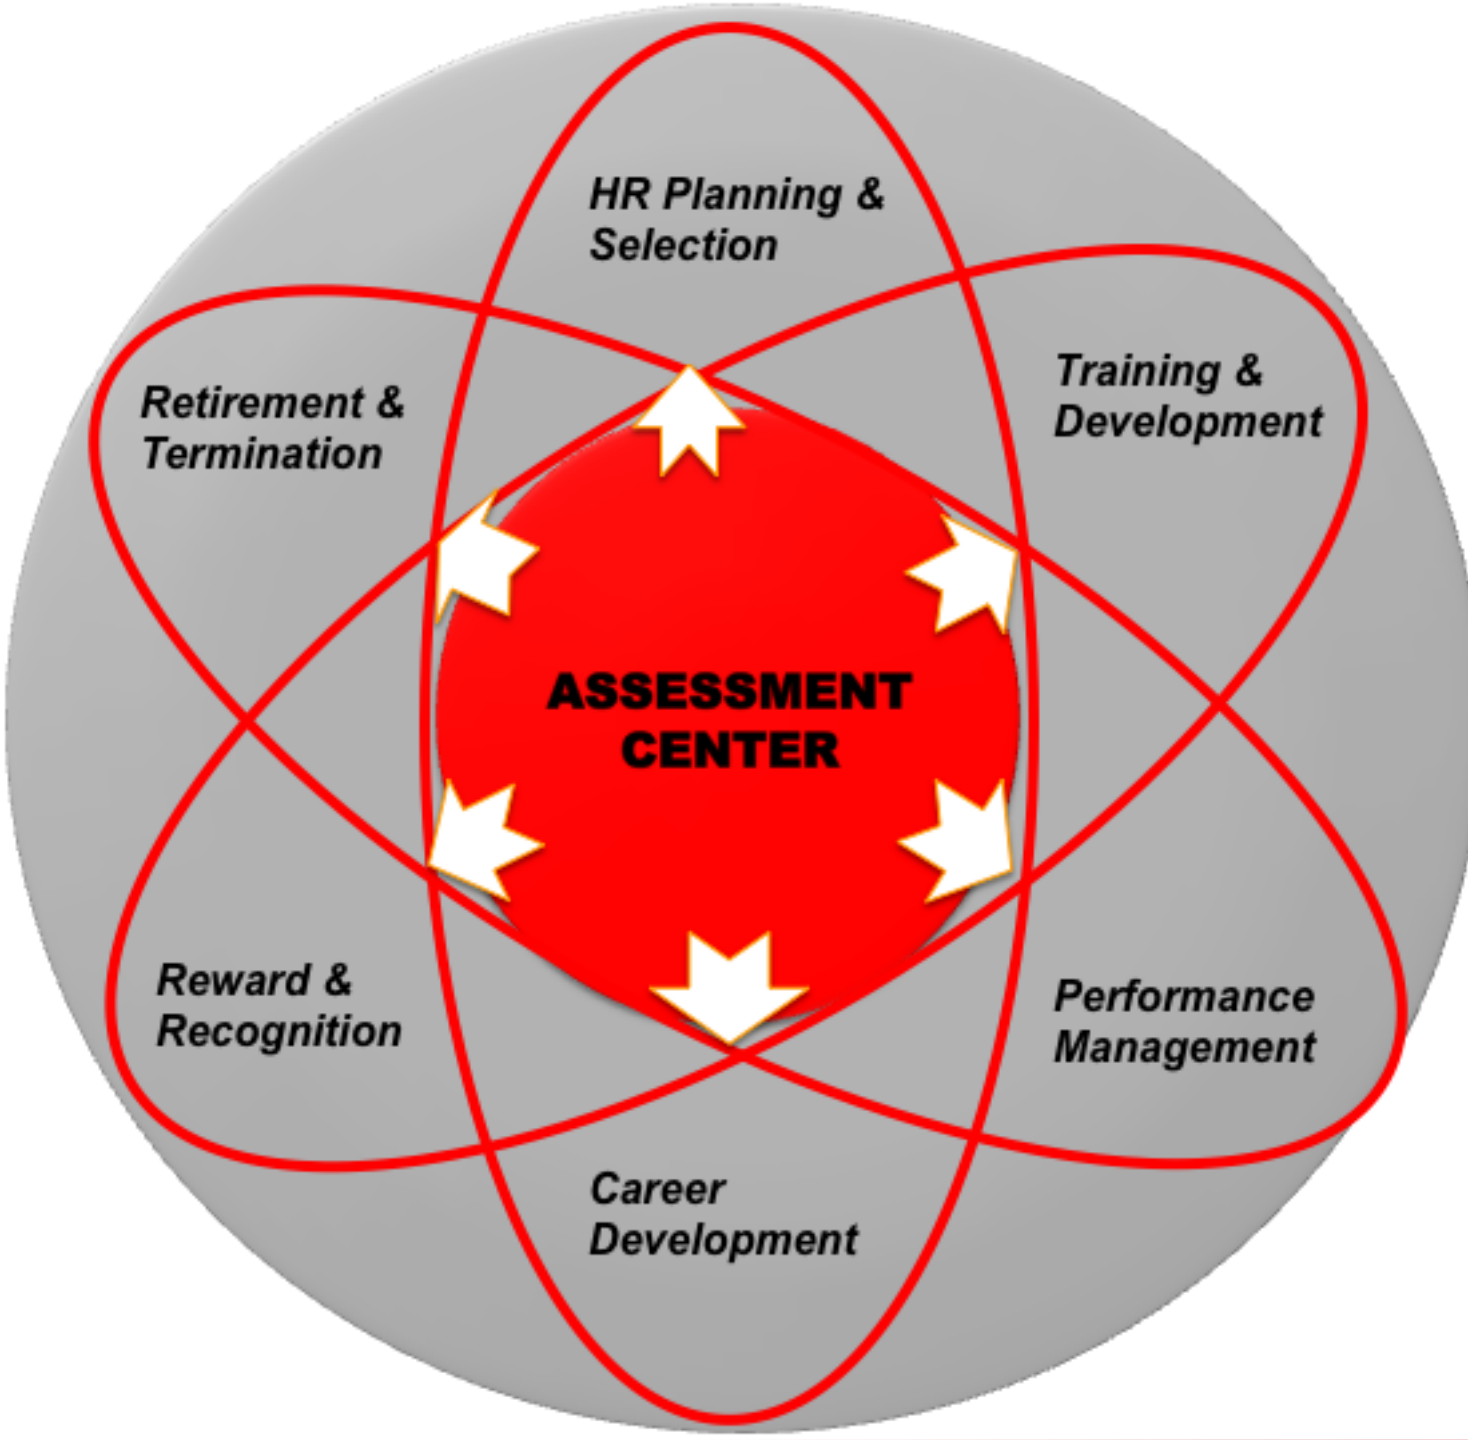 HR Planning &
Selection
Training &
Development
Retirement &
Termination
ASSESSMENT
CENTER
Reward &
Recognition
Performance
Management
Career
Development